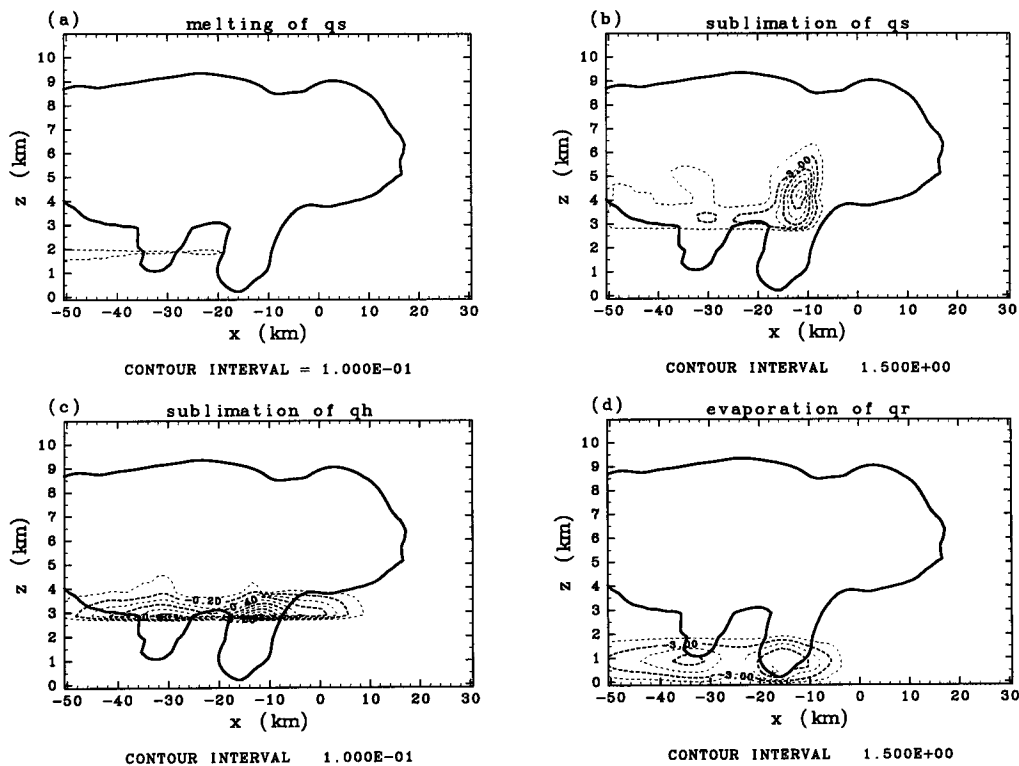 (a) melting of qs
10
9
8
7
6
5
4
3
2
1
0
z (km)
-50 -40 -30 -20 -10 0 10 20 30
x (km)
CONTOUR INTERVAL = 1.000E-01
(b) sublimation of qs
10
9
8
7
6
5
4
3
2
1
0
z (km)
-3.00
-50 -40 -30 -20 -10 0 10 20 30
x (km)
CONTOUR INTERVAL 1.500E+00
(c) sublimation of qh
10
9
8
7
6
5
4
3
2
1
0
z (km)
-0.20 -0.40
-50 -40 -30 -20 -10 0 10 20 30
x (km)
CONTOUR INTERVAL 1.000E-01
(d) evaporation of qr
10
9
8
7
6
5
4
3
2
1
0
z (km)
-3.00
-3.00
-50 -40 -30 -20 -10 0 10 20 30
x (km)
CONTOUR INTERVAL 1.500E+00